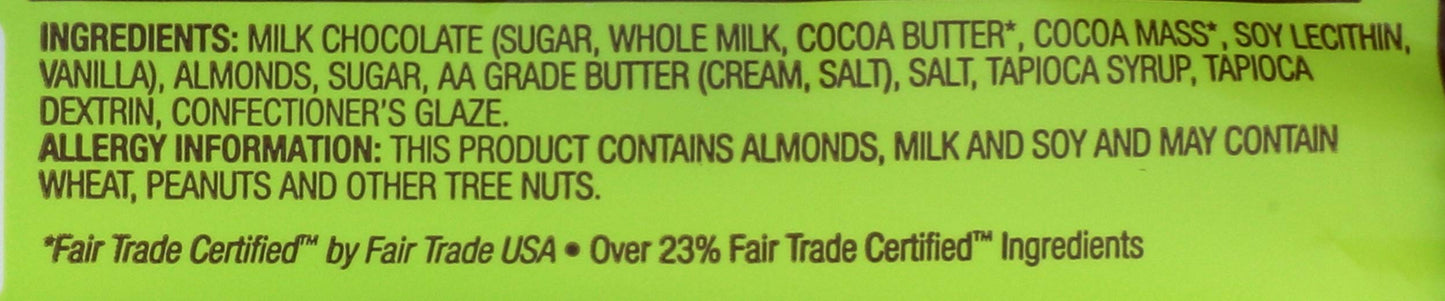 INGREDIENTS: MILK CHOCOLATE (SUGAR, WHOLE MILK, COCOA BUTTER*, COCOA MASS*, SOY LECITHIN,
VANILLA), ALMONDS, SUGAR, AA GRADE BUTTER (CREAM, SALT), SALT, TAPIOCA SYRUP, TAPIOCA
DEXTRIN, CONFECTIONER'S GLAZE.
ALLERGY INFORMATION: THIS PRODUCT CONTAINS ALMONDS, MILK AND SOY AND MAY CONTAIN
WHEAT, PEANUTS AND OTHER TREE NUTS.
*Fair Trade Certified™ by Fair Trade USA • Over 23% Fair Trade Certified™ Ingredients